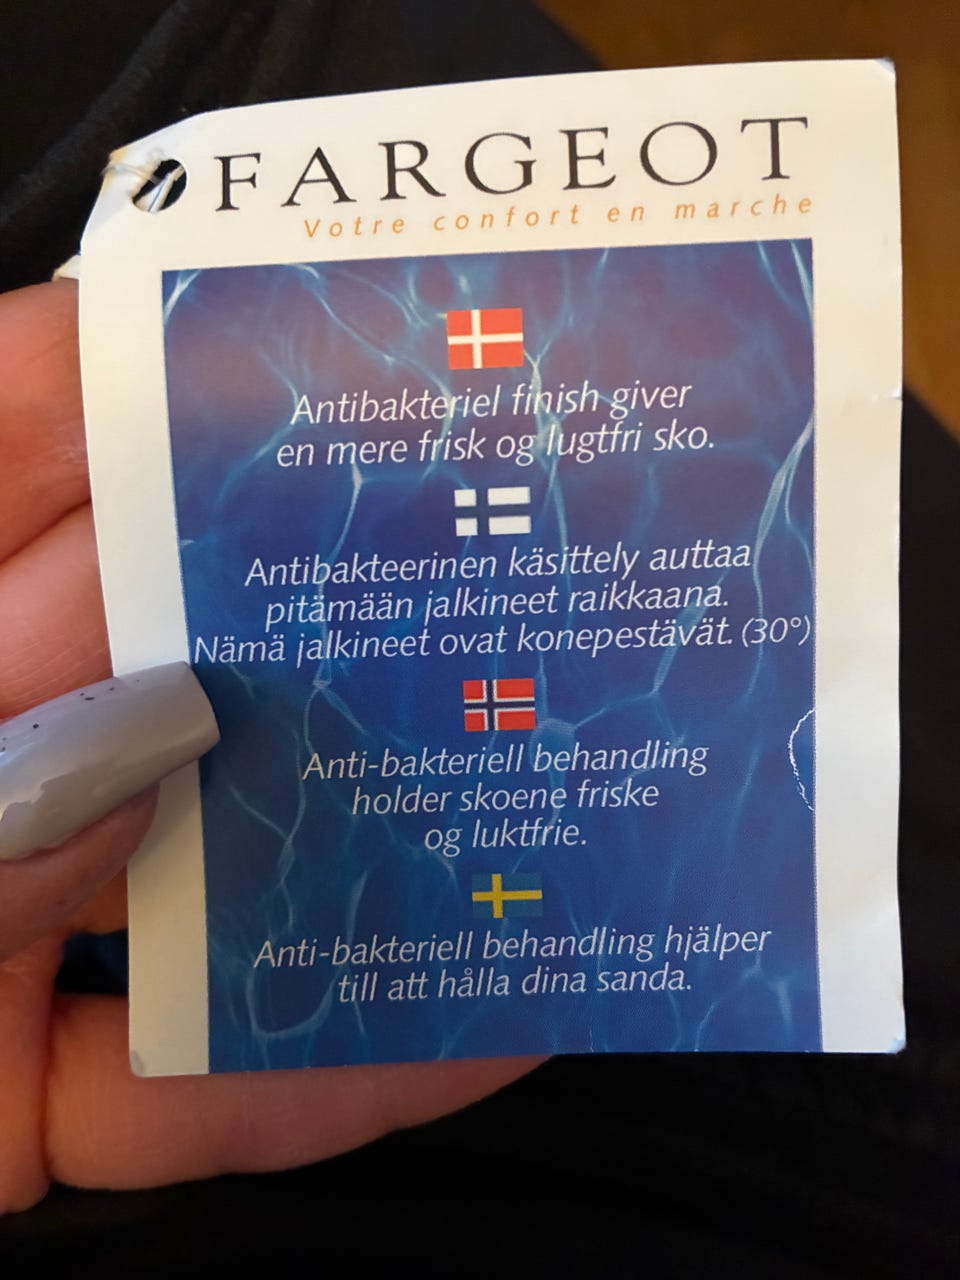 FARGEOT
Votre confort en marche
Antibakteriel finish giver
en mere frisk og lugtfri sko.
Antibakteerinen käsittely auttaa
pitämään jalkineet raikkaana.
Nämä jalkineet ovat konepestävät. (30°)
Anti-bakteriell behandling
holder skoene friske
og luktfrie.
Anti-bakteriell behandling hjälper
till att hålla dina sanda.